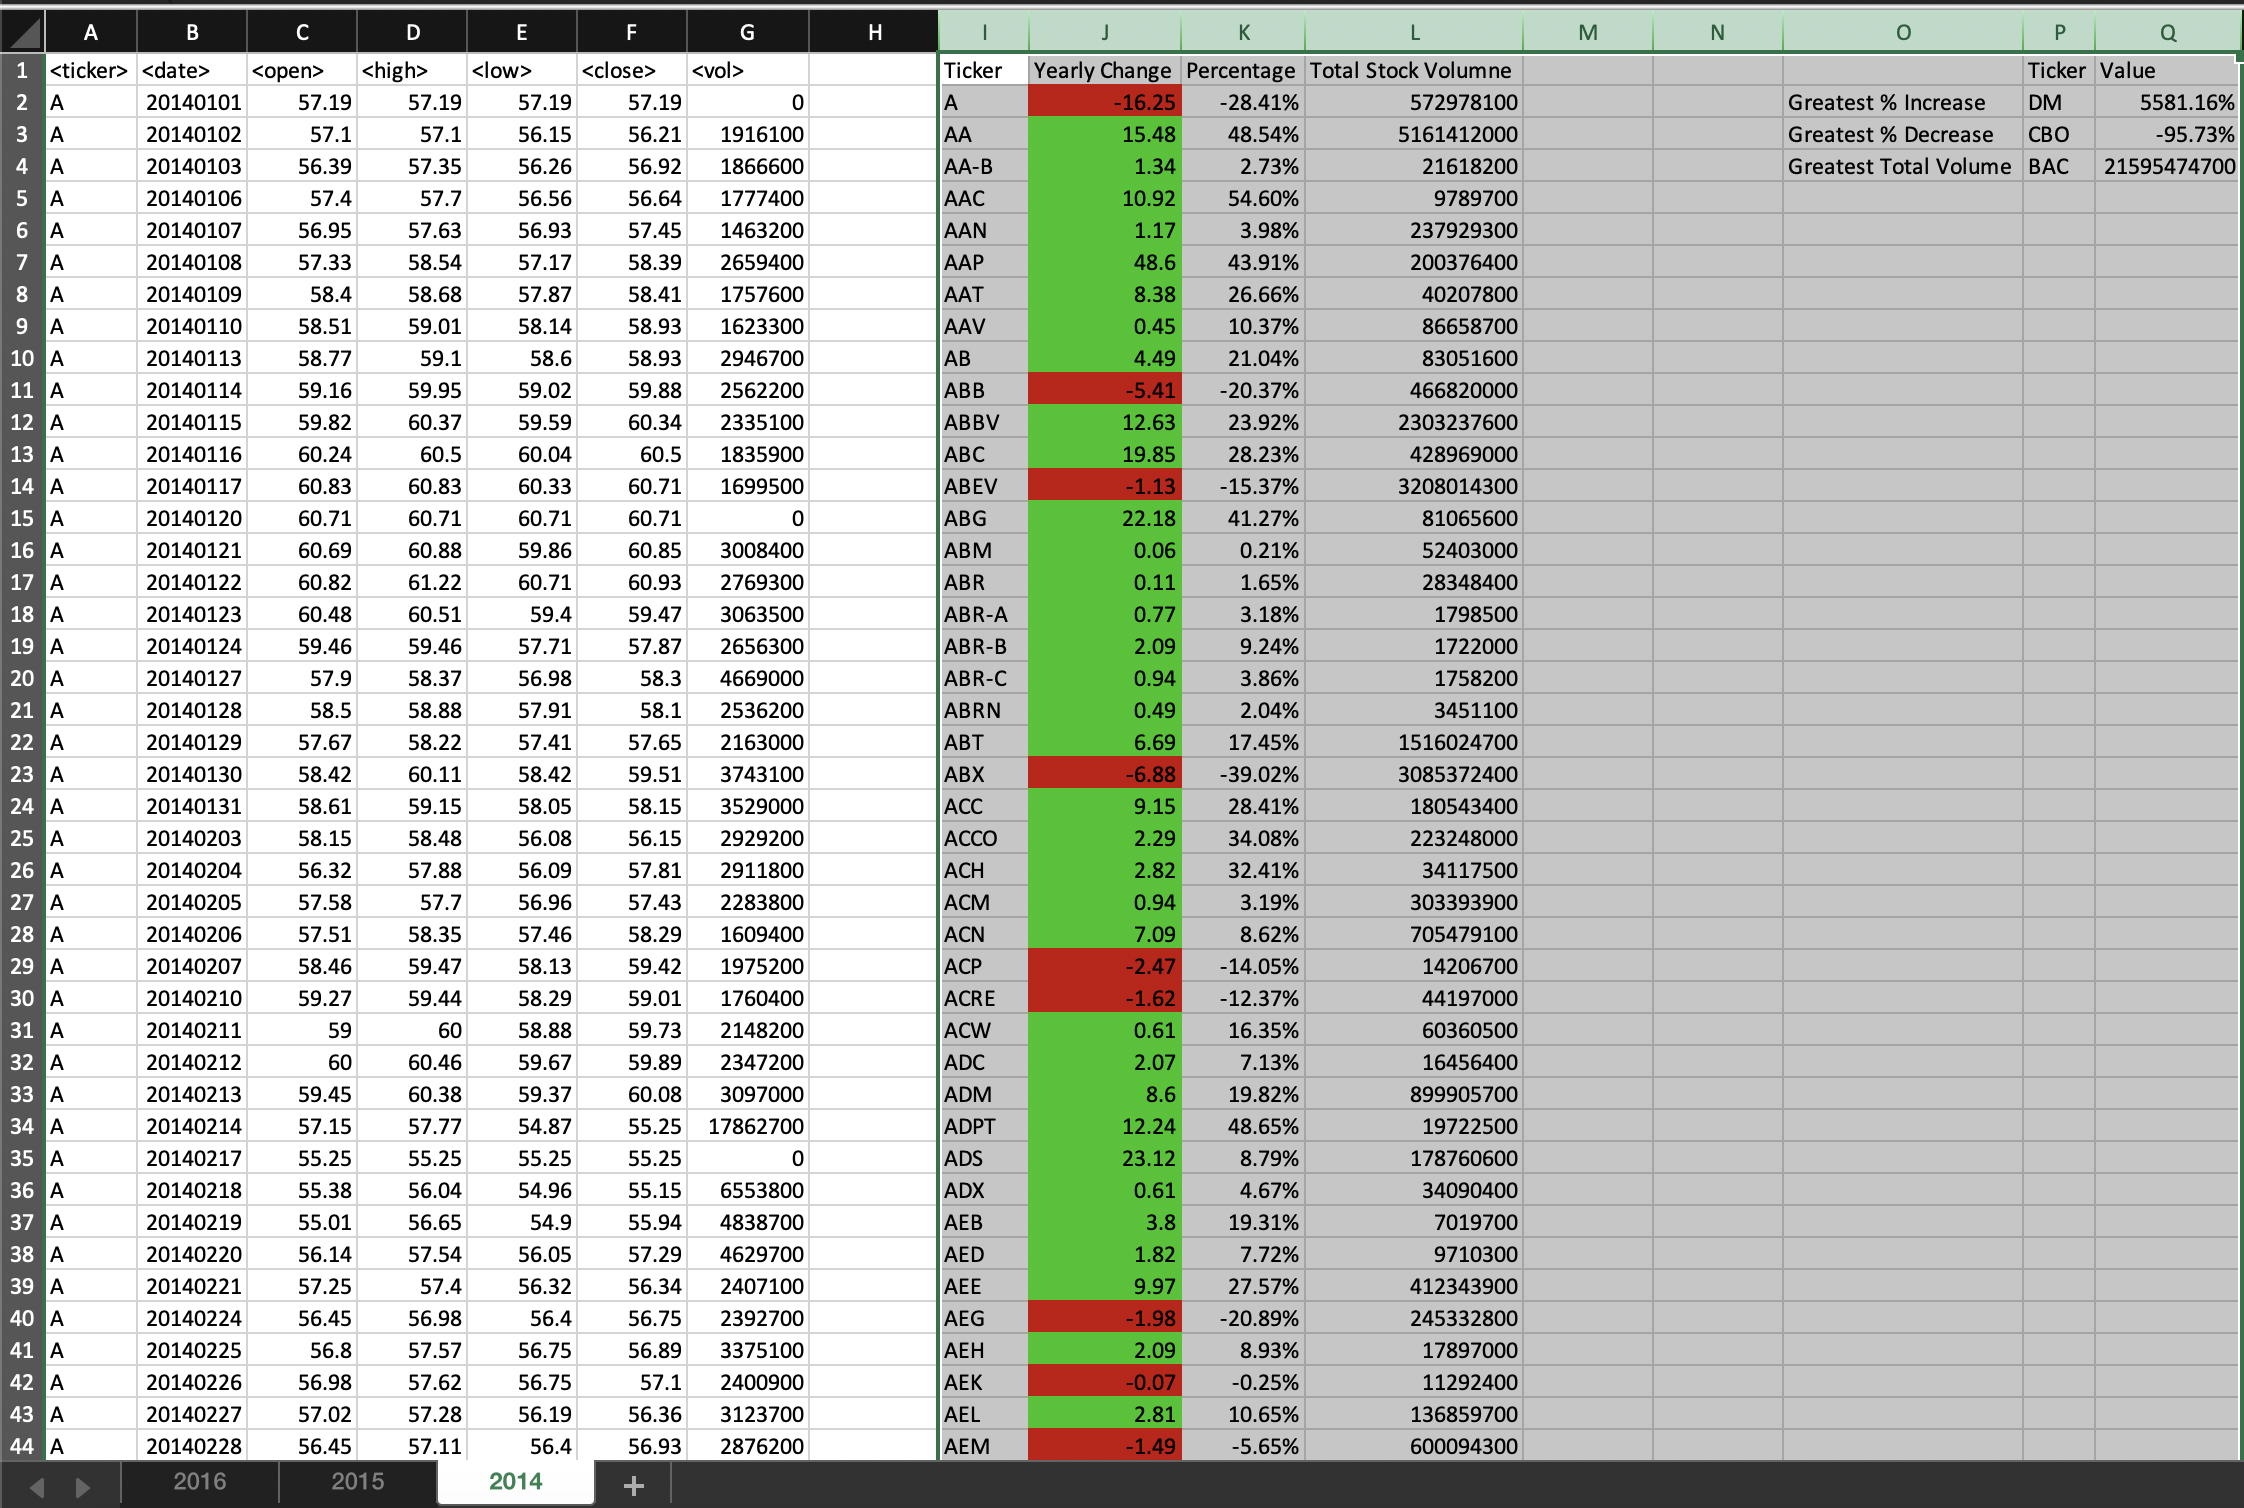 A B C D E F G H I J K L M N O P Q
1 <ticker> <date> <open> <high> <low> <close> <vol> Ticker Yearly Change Percentage Total Stock Volumne Ticker Value
2 A 20140101 57.19 57.19 57.19 57.19 0 A -16.25 -28.41% 572978100 Greatest % Increase DM 5581.16%
3 A 20140102 57.1 57.1 56.15 56.21 1916100 AA 15.48 48.54% 5161412000 Greatest % Decrease CBO -95.73%
4 A 20140103 56.39 57.35 56.26 56.92 1866600 AA-B 1.34 2.73% 21618200 Greatest Total Volume BAC 21595474700
5 A 20140106 57.4 57.7 56.56 56.64 1777400 AAC 10.92 54.60% 9789700
6 A 20140107 56.95 57.63 56.93 57.45 1463200 AAN 1.17 3.98% 237929300
7 A 20140108 57.33 58.54 57.17 58.39 2659400 AAP 48.6 43.91% 200376400
8 A 20140109 58.4 58.68 57.87 58.41 1757600 AAT 8.38 26.66% 40207800
9 A 20140110 58.51 59.01 58.14 58.93 1623300 AAV 0.45 10.37% 86658700
10 A 20140113 58.77 59.1 58.6 58.93 2946700 AB 4.49 21.04% 83051600
11 A 20140114 59.16 59.95 59.02 59.88 2562200 ABB -5.41 -20.37% 466820000
12 A 20140115 59.82 60.37 59.59 60.34 2335100 ABBV 12.63 23.92% 2303237600
13 A 20140116 60.24 60.5 60.04 60.5 1835900 ABC 19.85 28.23% 428969000
14 A 20140117 60.83 60.83 60.33 60.71 1699500 ABEV -1.13 -15.37% 3208014300
15 A 20140120 60.71 60.71 60.71 60.71 0 ABG 22.18 41.27% 81065600
16 A 20140121 60.69 60.88 59.86 60.85 3008400 ABM 0.06 0.21% 52403000
17 A 20140122 60.82 61.22 60.71 60.93 2769300 ABR 0.11 1.65% 28348400
18 A 20140123 60.48 60.51 59.4 59.47 3063500 ABR-A 0.77 3.18% 1798500
19 A 20140124 59.46 59.46 57.71 57.87 2656300 ABR-B 2.09 9.24% 1722000
20 A 20140127 57.9 58.37 56.98 58.3 4669000 ABR-C 0.94 3.86% 1758200
21 A 20140128 58.5 58.88 57.91 58.1 2536200 ABRN 0.49 2.04% 3451100
22 A 20140129 57.67 58.22 57.41 57.65 2163000 ABT 6.69 17.45% 1516024700
23 A 20140130 58.42 60.11 58.42 59.51 3743100 ABX -6.88 -39.02% 3085372400
24 A 20140131 58.61 59.15 58.05 58.15 3529000 ACC 9.15 28.41% 180543400
25 A 20140203 58.15 58.48 56.08 56.15 2929200 ACCO 2.29 34.08% 223248000
26 A 20140204 56.32 57.88 56.09 57.81 2911800 ACH 2.82 32.41% 34117500
27 A 20140205 57.58 57.7 56.96 57.43 2283800 ACM 0.94 3.19% 303393900
28 A 20140206 57.51 58.35 57.46 58.29 1609400 ACN 7.09 8.62% 705479100
29 A 20140207 58.46 59.47 58.13 59.42 1975200 ACP -2.47 -14.05% 14206700
30 A 20140210 59.27 59.44 58.29 59.01 1760400 ACRE -1.62 -12.37% 44197000
31 A 20140211 59 60 58.88 59.73 2148200 ACW 0.61 16.35% 60360500
32 A 20140212 60 60.46 59.67 59.89 2347200 ADC 2.07 7.13% 16456400
33 A 20140213 59.45 60.38 59.37 60.08 3097000 ADM 8.6 19.82% 899905700
34 A 20140214 57.15 57.77 54.87 55.25 17862700 ADPT 12.24 48.65% 19722500
35 A 20140217 55.25 55.25 55.25 55.25 0 ADS 23.12 8.79% 178760600
36 A 20140218 55.38 56.04 54.96 55.15 6553800 ADX 0.61 4.67% 34090400
37 A 20140219 55.01 56.65 54.9 55.94 4838700 AEB 3.8 19.31% 7019700
38 A 20140220 56.14 57.54 56.05 57.29 4629700 AED 1.82 7.72% 9710300
39 A 20140221 57.25 57.4 56.32 56.34 2407100 AEE 9.97 27.57% 412343900
40 A 20140224 56.45 56.98 56.4 56.75 2392700 AEG -1.98 -20.89% 245332800
41 A 20140225 56.8 57.57 56.75 56.89 3375100 AEH 2.09 8.93% 17897000
42 A 20140226 56.98 57.62 56.75 57.1 2400900 AEK -0.07 -0.25% 11292400
43 A 20140227 57.02 57.28 56.19 56.36 3123700 AEL 2.81 10.65% 136859700
44 A 20140228 56.45 57.11 56.4 56.93 2876200 AEM -1.49 -5.65% 600094300
2016 2015 2014 +